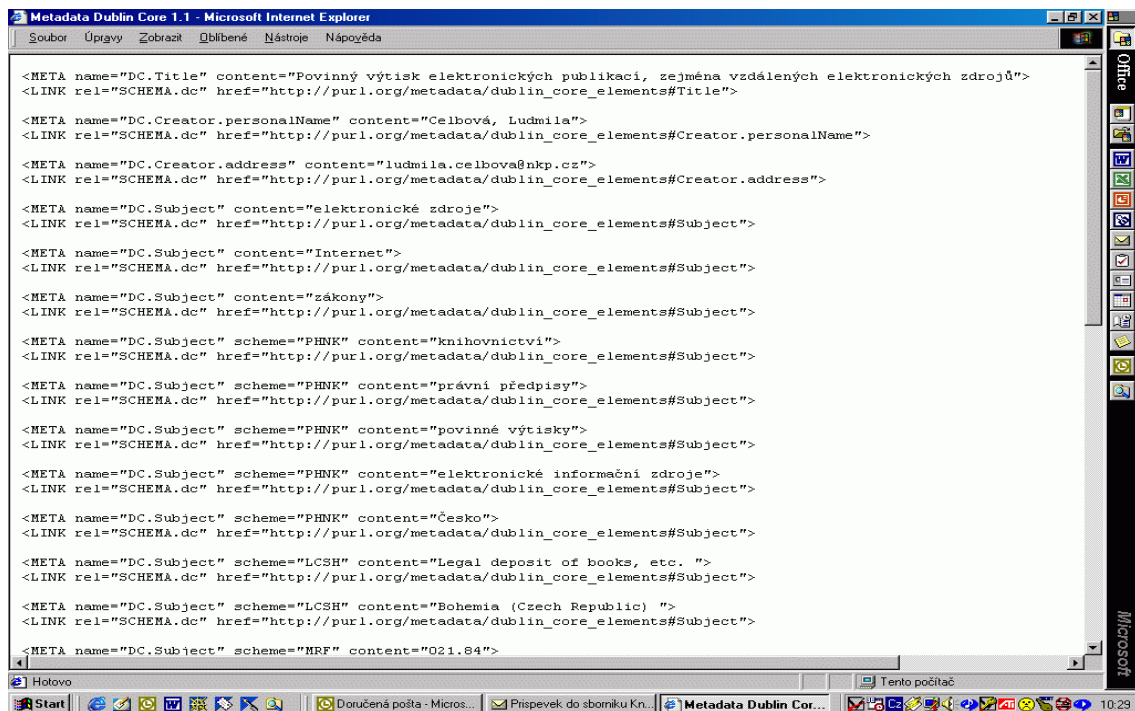 Metadata Dublin Core 1.1 - Microsoft Internet Explorer
Soubor Úpravy Zobrazit Oblíbené Nástroje Nápověda
<META name="DC.Title" content="Povinný výtisk elektronických publikací, zejména vzdálených elektronických zdrojů">
<LINK rel="SCHEMA.dc" href="http://purl.org/metadata/dublin_core_elements#Title">
<META name="DC.Creator.personalName" content="Celbová, Ludmila">
<LINK rel="SCHEMA.dc" href="http://purl.org/metadata/dublin_core_elements#Creator.personalName">
<META name="DC.Creator.address" content="ludmila.celbova@nkp.cz">
<LINK rel="SCHEMA.dc" href="http://purl.org/metadata/dublin_core_elements#Creator.address">
<META name="DC.Subject" content="elektronické zdroje">
<LINK rel="SCHEMA.dc" href="http://purl.org/metadata/dublin_core_elements#Subject">
<META name="DC.Subject" content="Internet">
<LINK rel="SCHEMA.dc" href="http://purl.org/metadata/dublin_core_elements#Subject">
<META name="DC.Subject" content="zákony">
<LINK rel="SCHEMA.dc" href="http://purl.org/metadata/dublin_core_elements#Subject">
<META name="DC.Subject" scheme="PHNK" content="knihovnictví">
<LINK rel="SCHEMA.dc" href="http://purl.org/metadata/dublin_core_elements#Subject">
<META name="DC.Subject" scheme="PHNK" content="právní předpisy">
<LINK rel="SCHEMA.dc" href="http://purl.org/metadata/dublin_core_elements#Subject">
<META name="DC.Subject" scheme="PHNK" content="povinné výtisky">
<LINK rel="SCHEMA.dc" href="http://purl.org/metadata/dublin_core_elements#Subject">
<META name="DC.Subject" scheme="PHNK" content="elektronické informační zdroje">
<LINK rel="SCHEMA.dc" href="http://purl.org/metadata/dublin_core_elements#Subject">
<META name="DC.Subject" scheme="PHNK" content="Česko">
<LINK rel="SCHEMA.dc" href="http://purl.org/metadata/dublin_core_elements#Subject">
<META name="DC.Subject" scheme="LCSH" content="Legal deposit of books, etc. ">
<LINK rel="SCHEMA.dc" href="http://purl.org/metadata/dublin_core_elements#Subject">
<META name="DC.Subject" scheme="LCSH" content="Bohemia (Czech Republic) ">
<LINK rel="SCHEMA.dc" href="http://purl.org/metadata/dublin_core_elements#Subject">
<META name="DC.Subject" scheme="MRF" content="021.84">
Hotovo
Tento počítač
Start
Doručená pošta - Micros...
Prispevek do sborniku Kn...
Metadata Dublin Cor...
Cz
10:29
Office
Microsoft